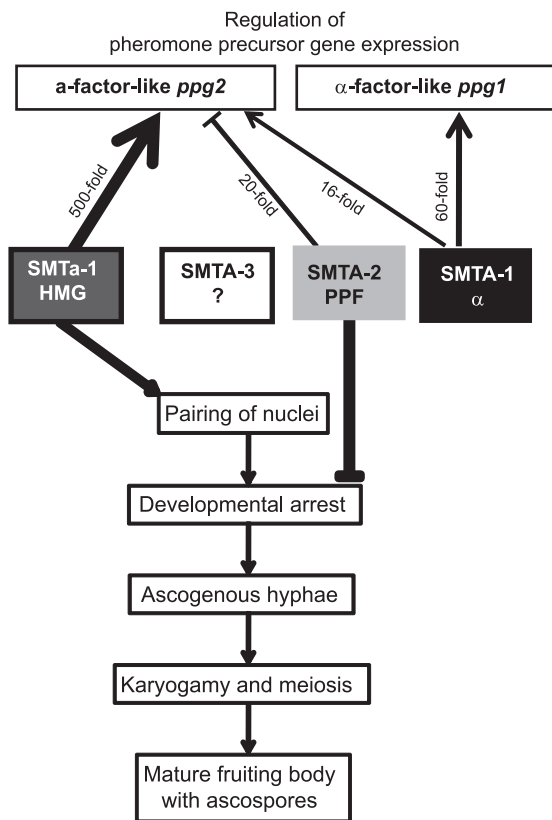 Regulation of
pheromone precursor gene expression
a-factor-like ppg2
α-factor-like ppg1
500-fold
20-fold
16-fold
60-fold
SMTa-1
HMG
SMTA-3
?
SMTA-2
PPF
SMTA-1
α
Pairing of nuclei
Developmental arrest
Ascogenous hyphae
Karyogamy and meiosis
Mature fruiting body
with ascospores